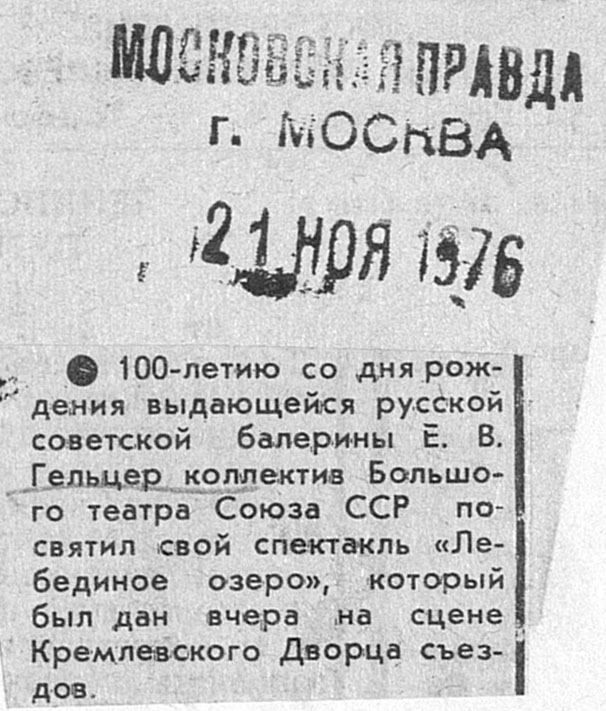 МОСКОВСКАЯ ПРАВДА
г. МОСКВА
21 НОЯ 1976
100-летию со дня рож-
дения выдающейся русской
советской балерины Е. В.
Гельцер коллектив Большо-
го театра Союза ССР по-
святил свой спектакль «Ле-
бединое озеро», который
был дан вчера на сцене
Кремлевского Дворца съез-
дов.